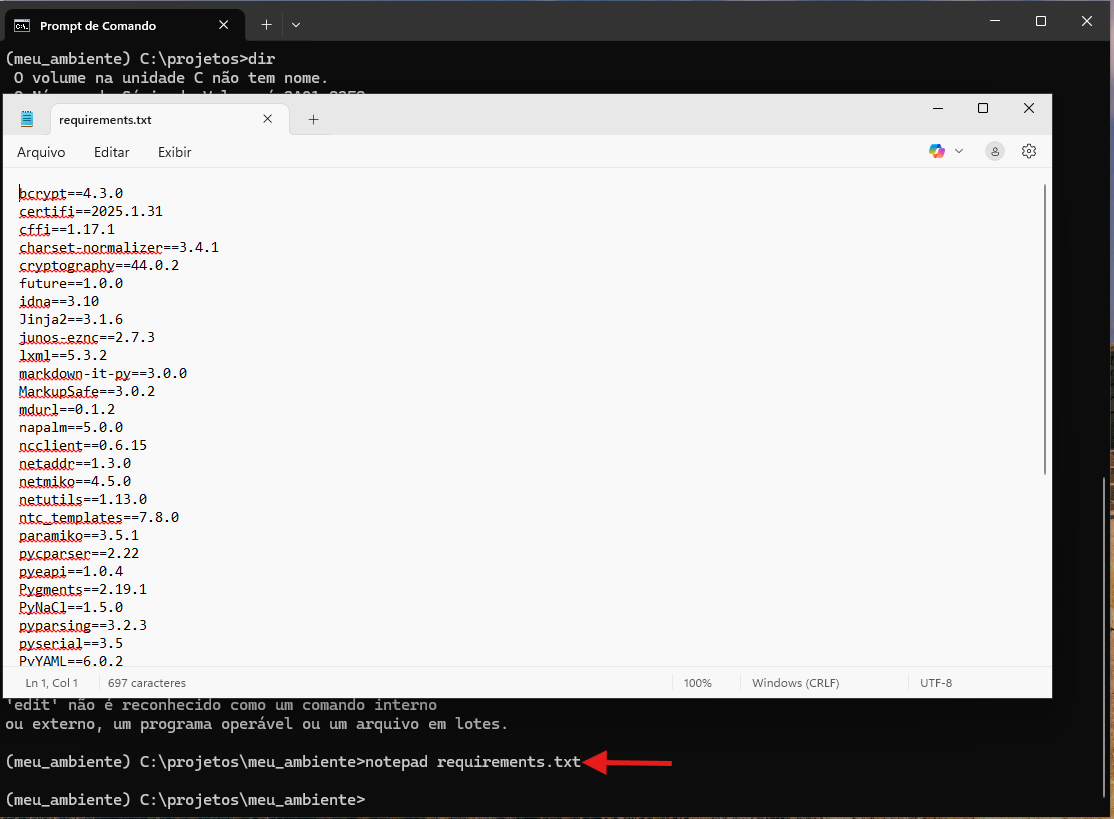 Prompt de Comando
(meu_ambiente) C:\projetos>dir
O volume na unidade C não tem nome.
requirements.txt
Arquivo Editar Exibir
bcrypt==4.3.0
certifi==2025.1.31
cffi==1.17.1
charset-normalizer==3.4.1
cryptography==44.0.2
future==1.0.0
idna==3.10
Jinja2==3.1.6
junos-eznc==2.7.3
lxml==5.3.2
markdown-it-py==3.0.0
MarkupSafe==3.0.2
mdurl==0.1.2
napalm==5.0.0
ncclient==0.6.15
netaddr==1.3.0
netmiko==4.5.0
netutils==1.13.0
ntc_templates==7.8.0
paramiko==3.5.1
pycparser==2.22
pyeapi==1.0.4
Pygments==2.19.1
PyNaCl==1.5.0
pyparsing==3.2.3
pyserial==3.5
PyYAML==6.0.2
Ln 1, Col 1 697 caracteres 100% Windows (CRLF) UTF-8
'edit' não é reconhecido como um comando interno
ou externo, um programa operável ou um arquivo em lotes.
(meu_ambiente) C:\projetos\meu_ambiente>notepad requirements.txt
(meu_ambiente) C:\projetos\meu_ambiente>